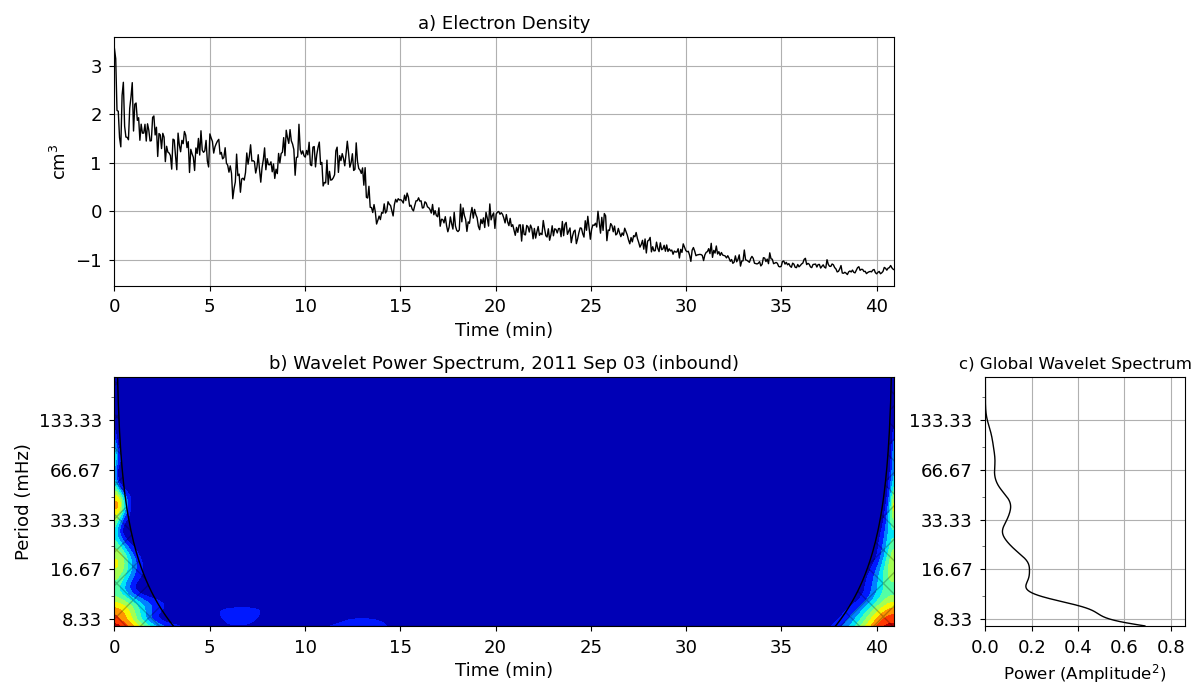 a) Electron Density
cm³
3
2
1
0
−1
0 5 10 15 20 25 30 35 40
Time (min)
b) Wavelet Power Spectrum, 2011 Sep 03 (inbound)
Period (mHz)
133.33
66.67
33.33
16.67
8.33
0 5 10 15 20 25 30 35 40
Time (min)
c) Global Wavelet Spectrum
133.33
66.67
33.33
16.67
8.33
0.0 0.2 0.4 0.6 0.8
Power (Amplitude²)